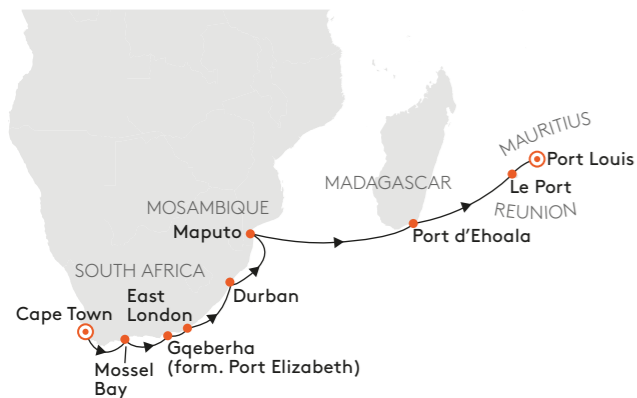 MAURITIUS
Port Louis
Le Port
REUNION
MADAGASCAR
MOSAMBIQUE
Maputo
Port d’Ehoala
SOUTH AFRICA
East
London
Durban
Cape Town
Gqeberha
(form. Port Elizabeth)
Mossel
Bay